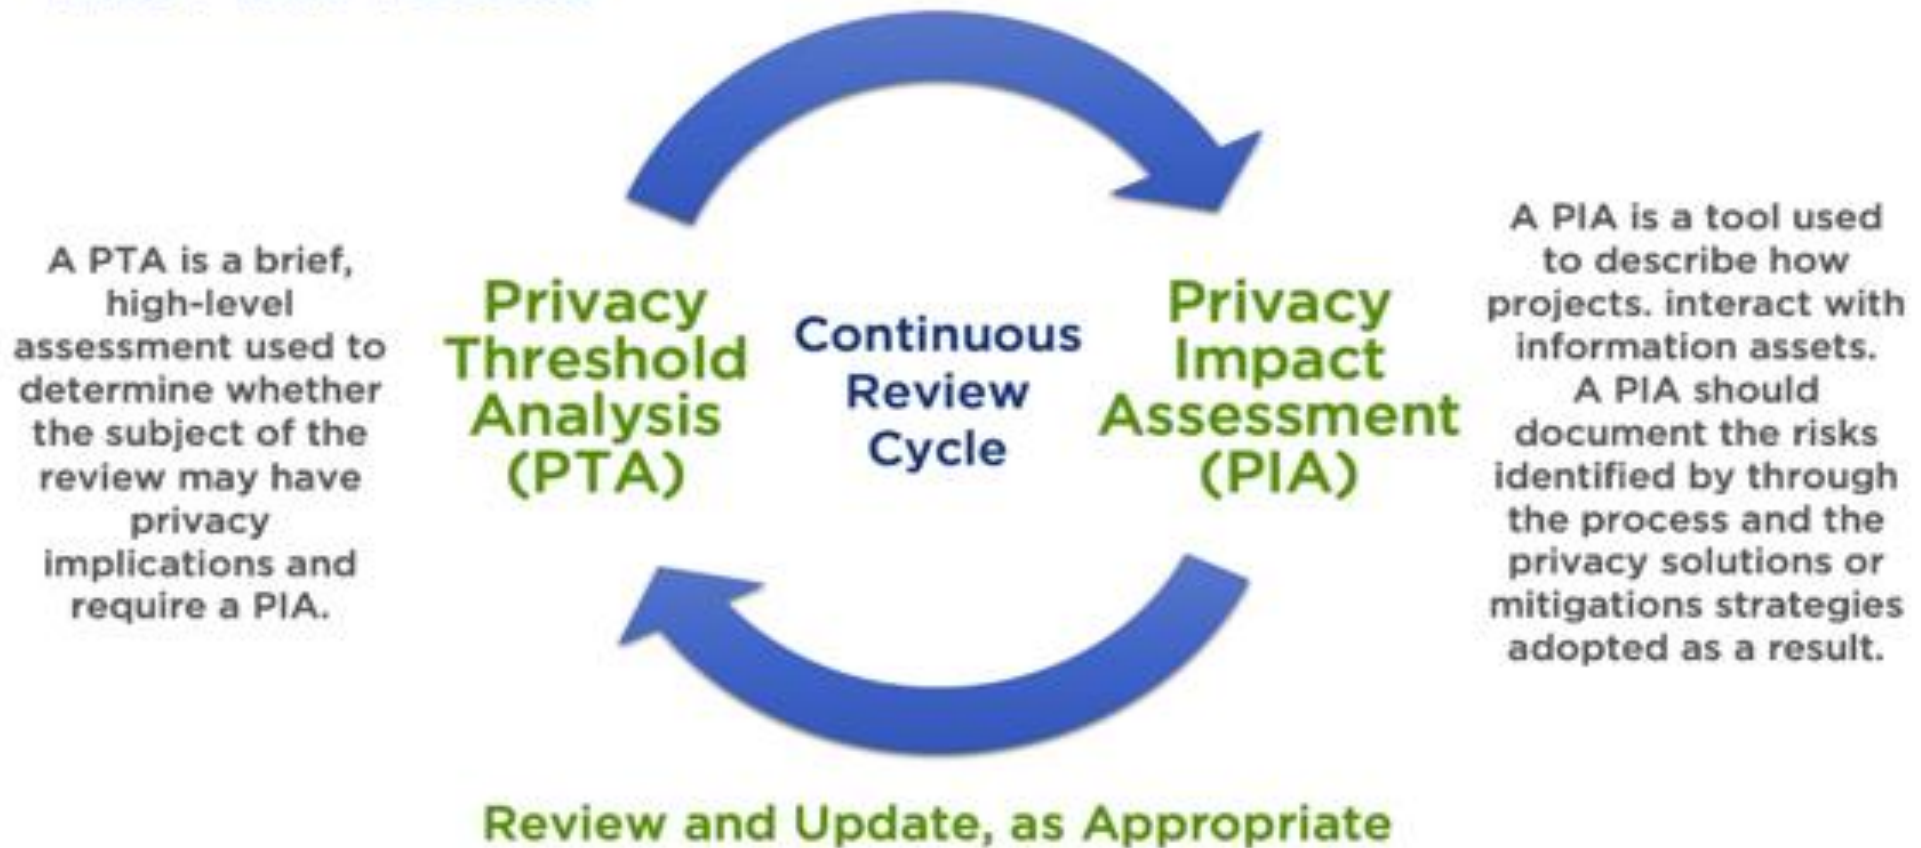 A PTA is a brief,
high-level
assessment used to
determine whether
the subject of the
review may have
privacy
implications and
require a PIA.
Privacy
Threshold
Analysis
(PTA)
Continuous
Review
Cycle
Privacy
Impact
Assessment
(PIA)
A PIA is a tool used
to describe how
projects. interact with
information assets.
A PIA should
document the risks
identified by through
the process and the
privacy solutions or
mitigations strategies
adopted as a result.
Review and Update, as Appropriate